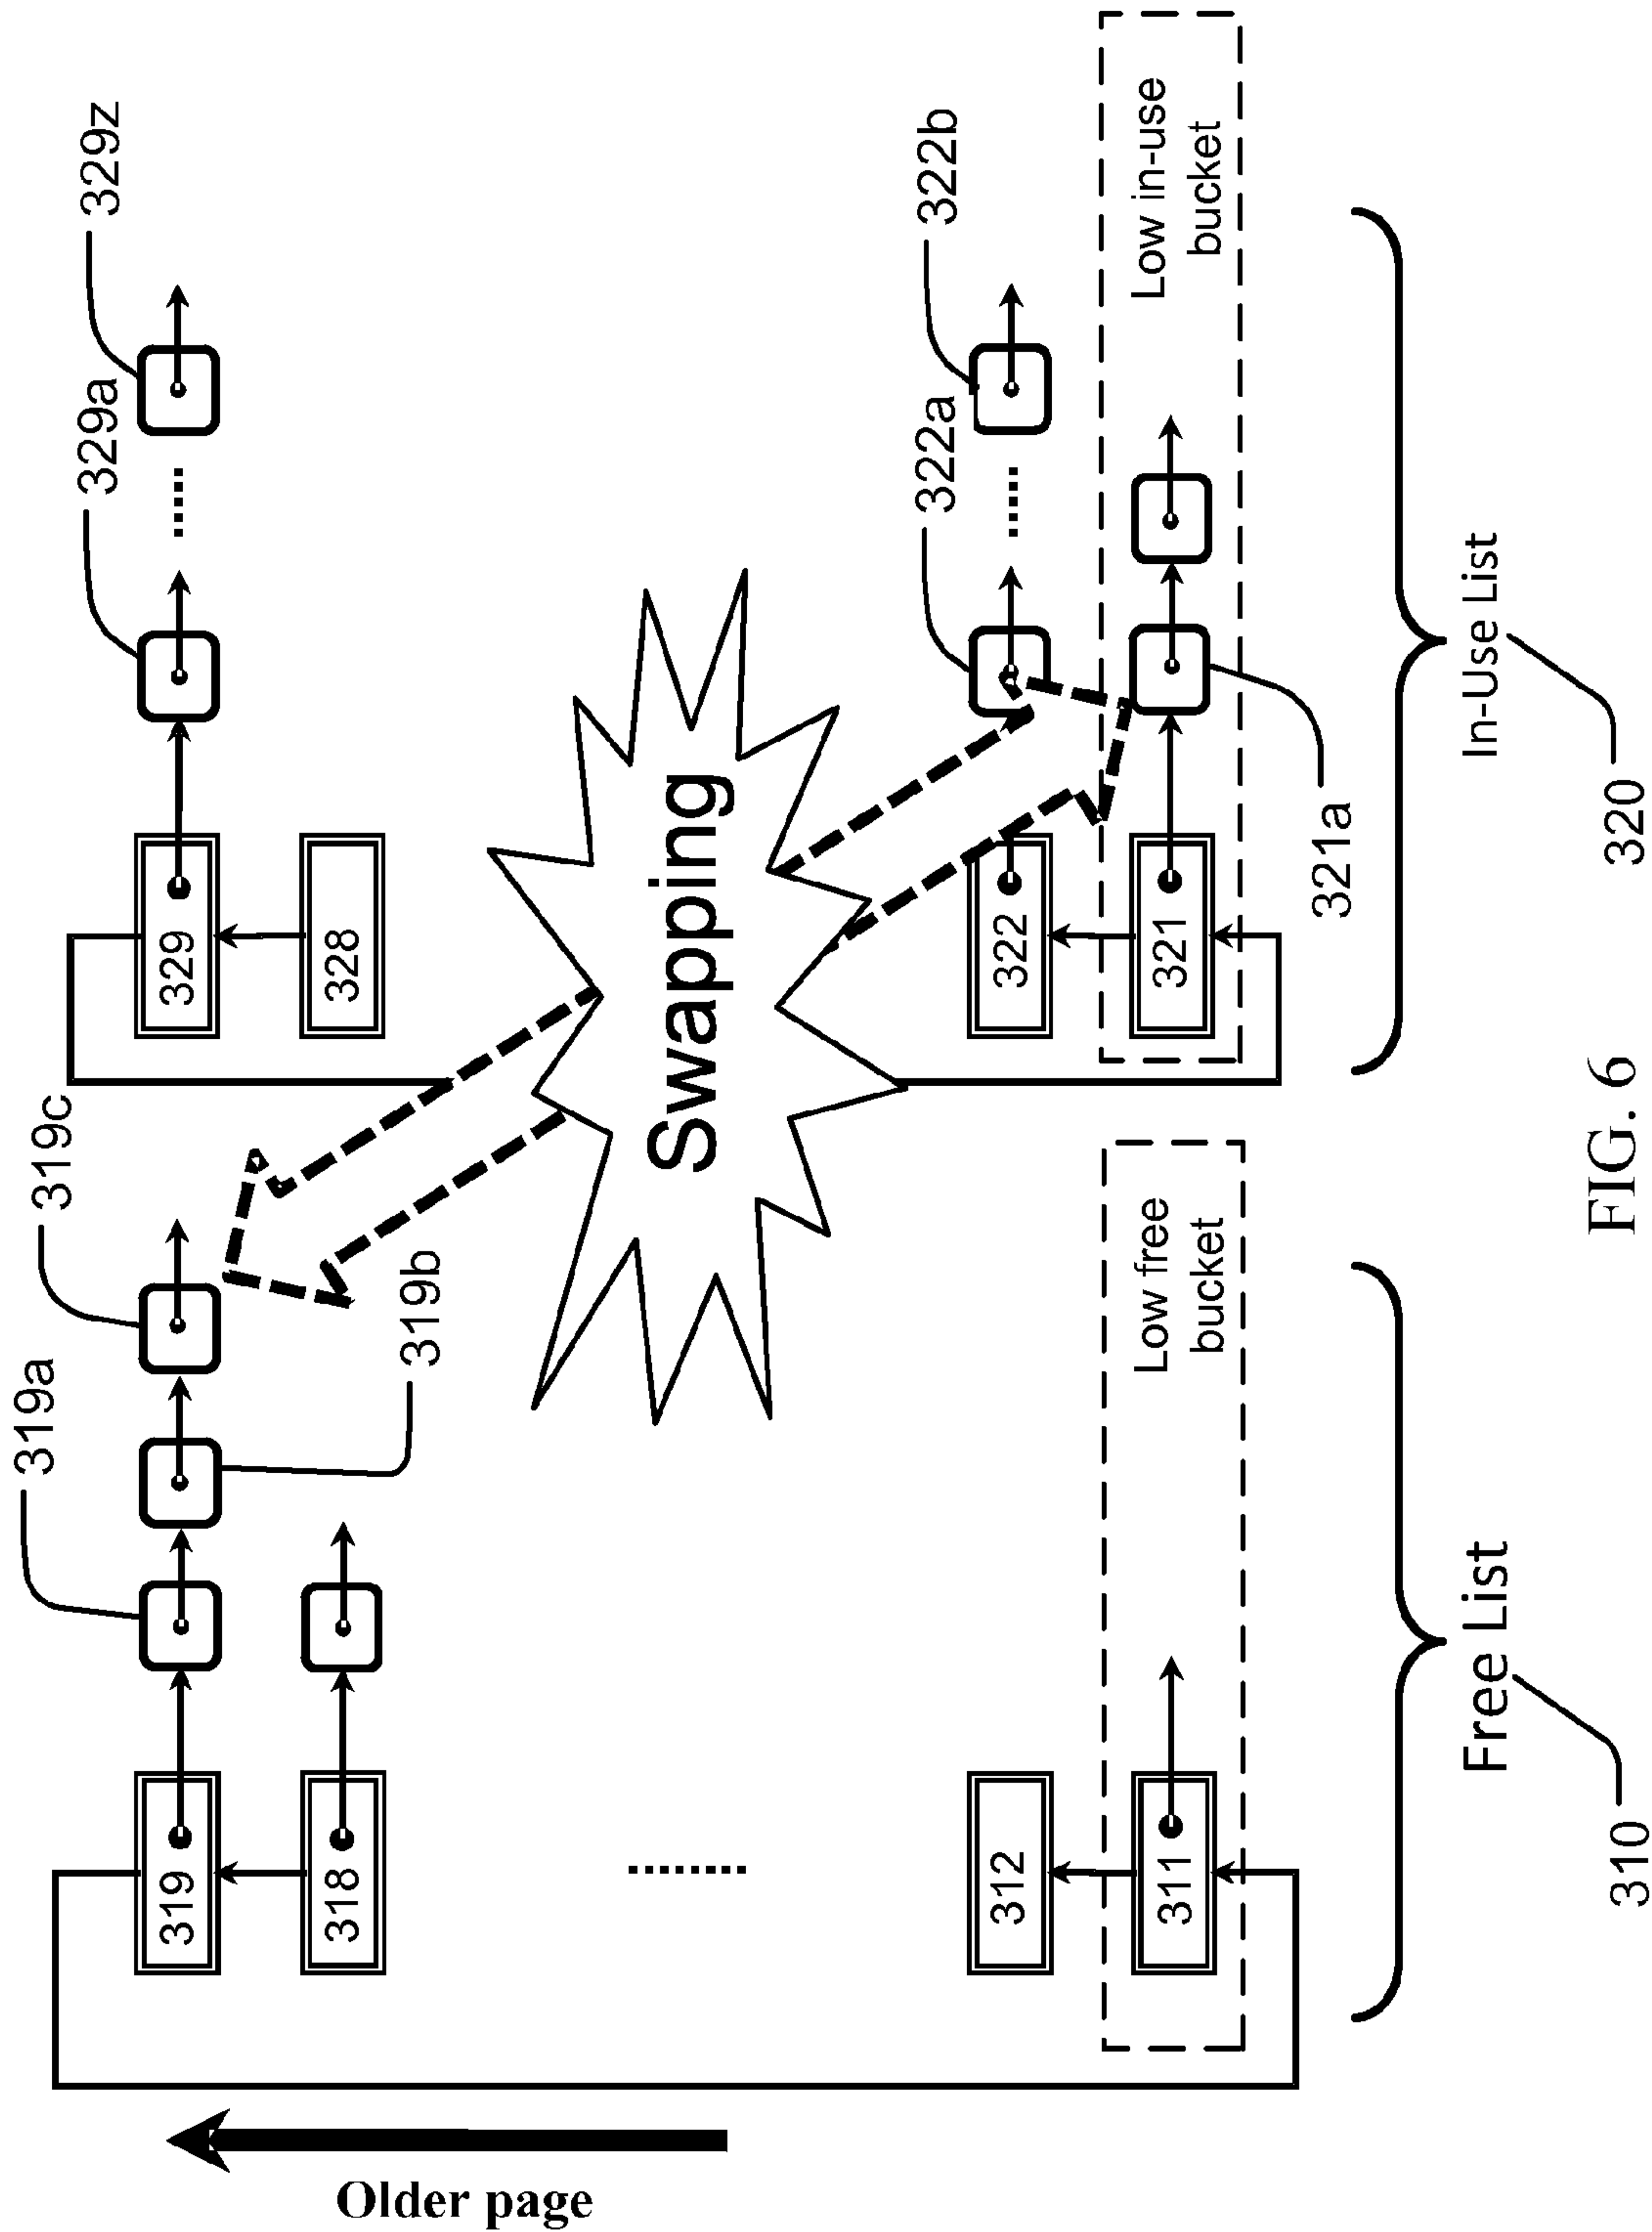 319a
319c
329a
329z
319
329
318
328
319b
Older page
Swapping
322a
322b
312
322
311
Low free
bucket
321
Low in-use
bucket
321a
Free List
In-Use List
310
FIG. 6
320